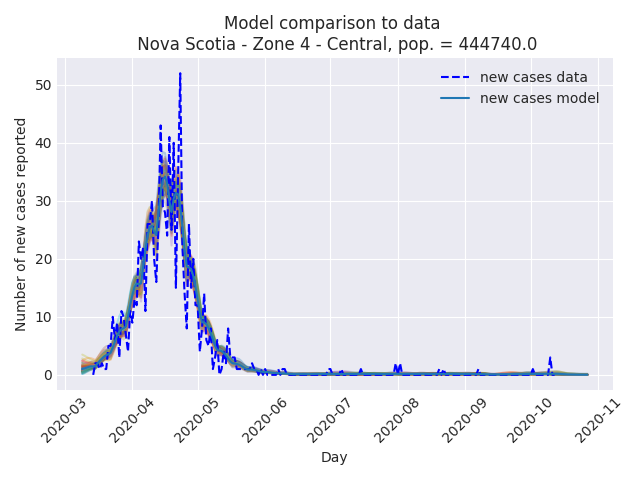 Model comparison to data
Nova Scotia - Zone 4 - Central, pop. = 444740.0
new cases data
new cases model
Number of new cases reported
50
40
30
20
10
0
2020-03
2020-04
2020-05
2020-06
2020-07
2020-08
2020-09
2020-10
2020-11
Day